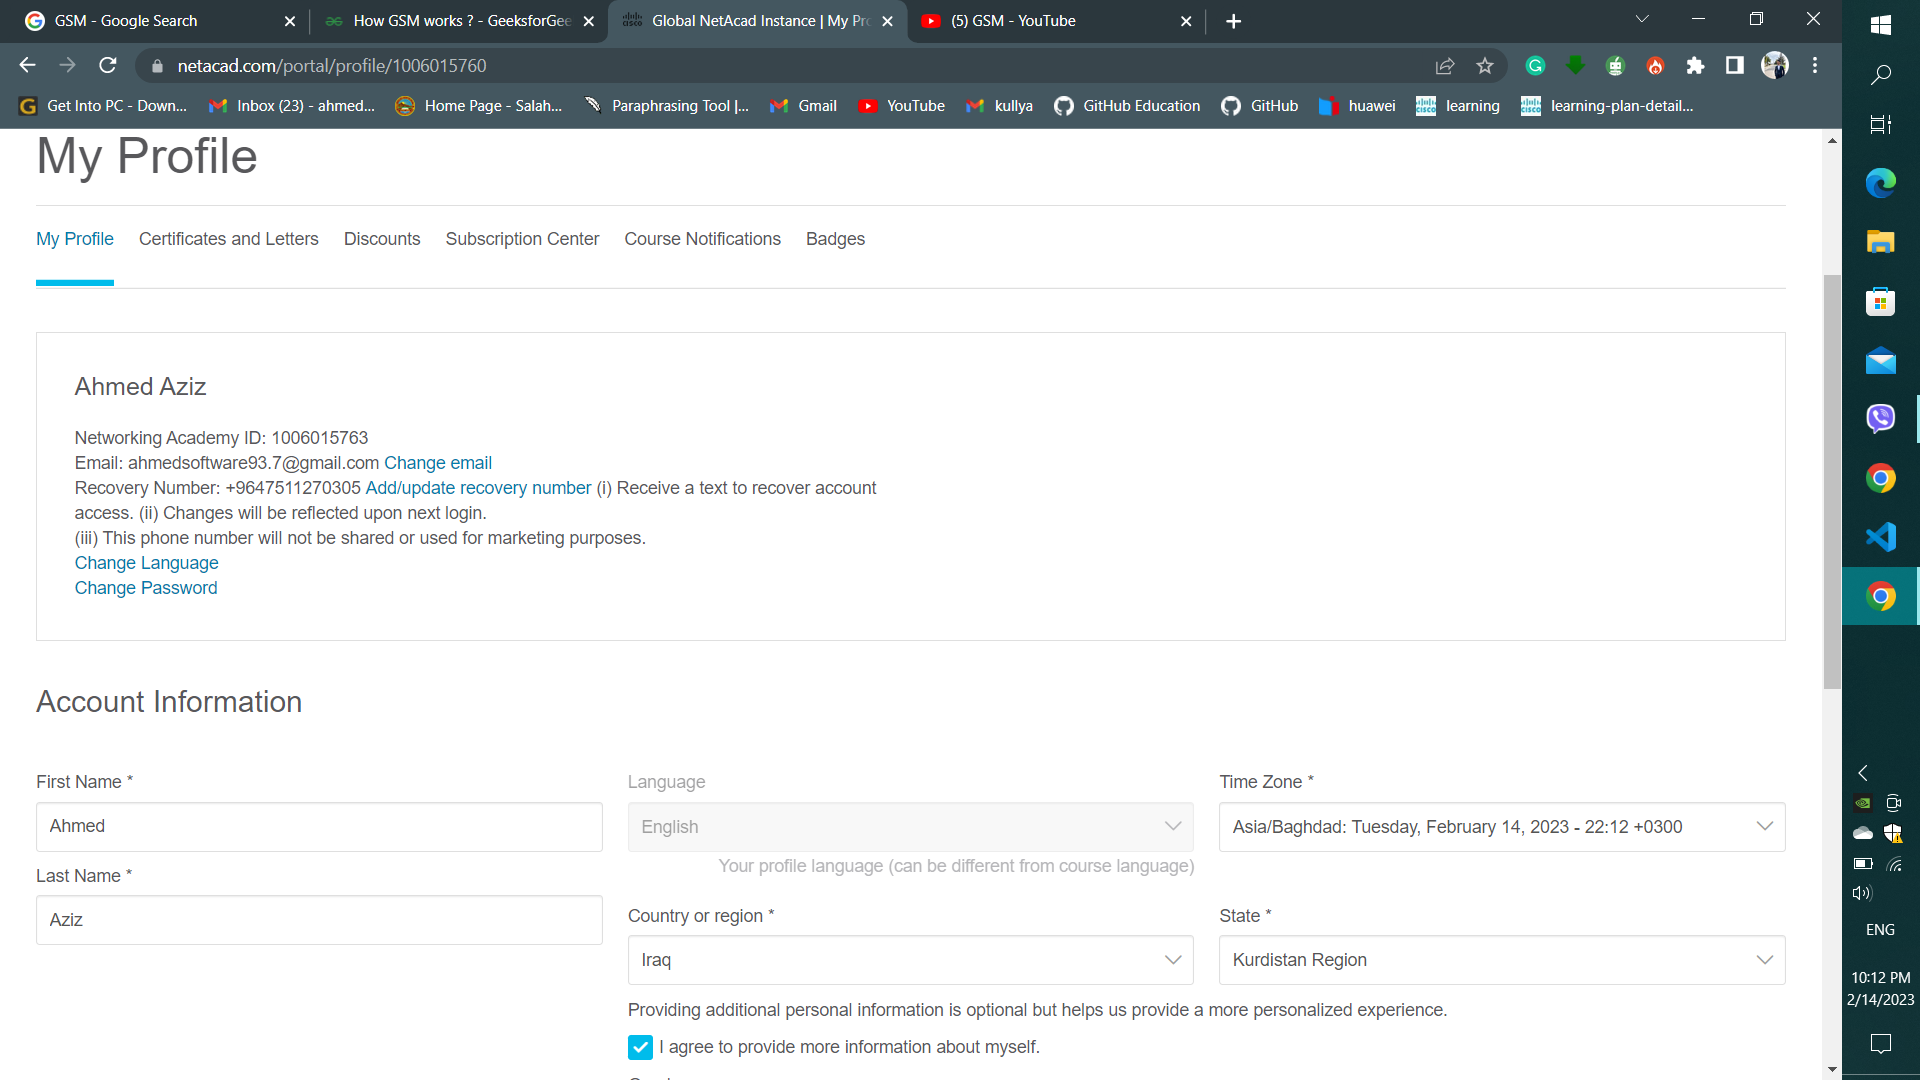 GSM - Google Search
How GSM works ? - GeeksforGee
Global NetAcad Instance | My Pro
(5) GSM - YouTube
netacad.com/portal/profile/1006015760
Get Into PC - Down...
Inbox (23) - ahmed...
Home Page - Salah...
Paraphrasing Tool |...
Gmail
YouTube
kullya
GitHub Education
GitHub
huawei
learning
learning-plan-detail...
My Profile
My Profile
Certificates and Letters
Discounts
Subscription Center
Course Notifications
Badges
Ahmed Aziz
Networking Academy ID: 1006015763
Email: ahmedsoftware93.7@gmail.com Change email
Recovery Number: +9647511270305 Add/update recovery number (i) Receive a text to recover account
access. (ii) Changes will be reflected upon next login.
(iii) This phone number will not be shared or used for marketing purposes.
Change Language
Change Password
Account Information
First Name *
Ahmed
Last Name *
Aziz
Language
English
Your profile language (can be different from course language)
Time Zone *
Asia/Baghdad: Tuesday, February 14, 2023 - 22:12 +0300
Country or region *
Iraq
State *
Kurdistan Region
Providing additional personal information is optional but helps us provide a more personalized experience.
I agree to provide more information about myself.
ENG
10:12 PM
2/14/2023